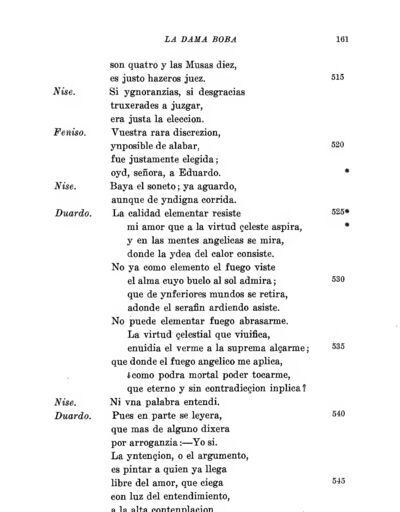 LA DAMA BOBA 161
son quatro y las Musas diez,
es justo hazeros juez. 515
Nise. Si ygnoranzias, si desgracias
truxerades a juzgar,
era justa la eleccion.
Feniso. Vuestra rara discrezion,
ynposible de alabar, 520
fue justamente elegida;
oyd, señora, a Eduardo. *
Nise. Baya el soneto; ya aguardo,
aunque de yndigna corrida.
Duardo. La calidad elementar resiste 525*
mi amor que a la virtud çeleste aspira, *
y en las mentes angelicas se mira,
donde la ydea del calor consiste.
No ya como elemento el fuego viste
el alma cuyo buelo al sol admira; 530
que de ynferiores mundos se retira,
adonde el serafin ardiendo asiste.
No puede elementar fuego abrasarme.
La virtud çelestial que viuifica,
enuidia el verme a la suprema alçarme; 535
que donde el fuego angelico me aplica,
¿como podra mortal poder tocarme,
que eterno y sin contradiecçion inplica?
Nise. Ni vna palabra entendi.
Duardo. Pues en parte se leyera, 540
que mas de alguno dixera
por arroganzia:—Yo si.
La yntençion, o el argumento,
es pintar a quien ya llega
libre del amor, que ciega 545
con luz del entendimiento,
a la alta contenplacion